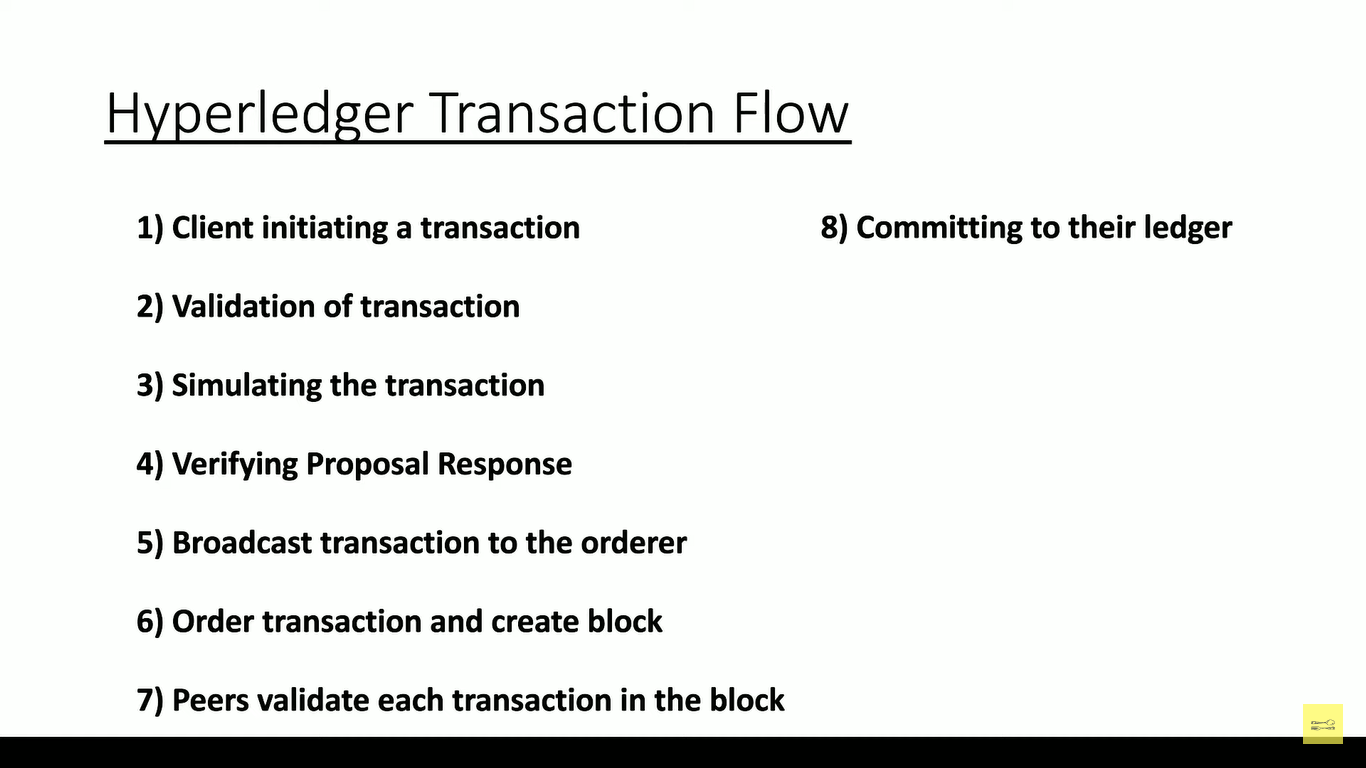 Hyperledger Transaction Flow
1) Client initiating a transaction
2) Validation of transaction
3) Simulating the transaction
4) Verifying Proposal Response
5) Broadcast transaction to the orderer
6) Order transaction and create block
7) Peers validate each transaction in the block
8) Committing to their ledger